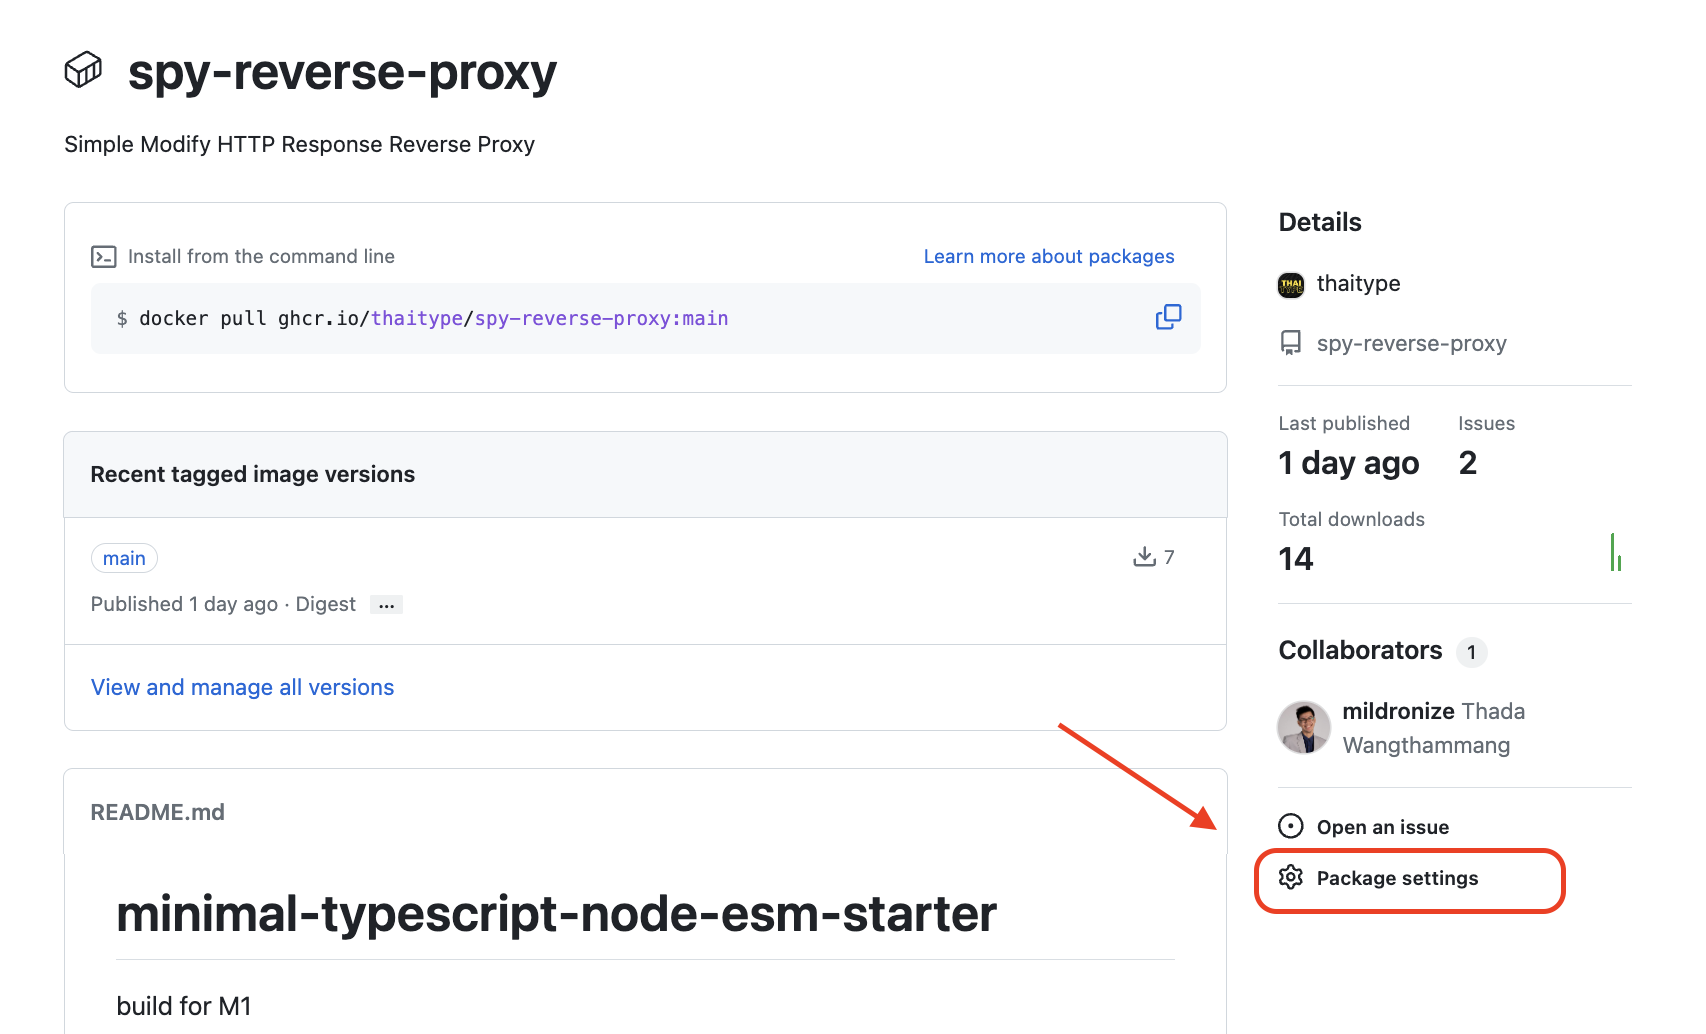 spy-reverse-proxy
Simple Modify HTTP Response Reverse Proxy
Install from the command line
Learn more about packages
$ docker pull ghcr.io/thaitype/spy-reverse-proxy:main
Recent tagged image versions
main
7
Published 1 day ago · Digest ...
View and manage all versions
README.md
minimal-typescript-node-esm-starter
build for M1
Details
THAI
TYPE
thaitype
spy-reverse-proxy
Last published
Issues
1 day ago
2
Total downloads
14
Collaborators 1
mildronize Thada
Wangthammang
Open an issue
Package settings